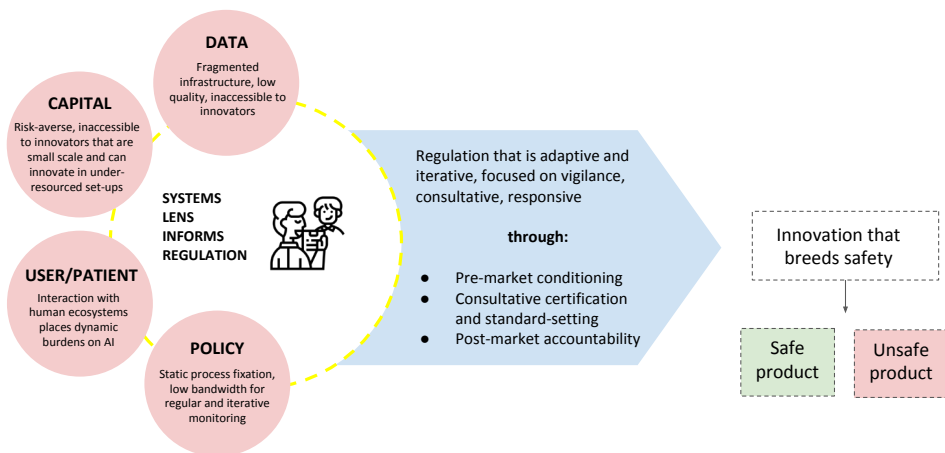 DATA
Fragmented
infrastructure, low
quality, inaccessible to
innovators
CAPITAL
Risk-averse, inaccessible
to innovators that are
small scale and can
innovate in under-
resourced set-ups
USER/PATIENT
Interaction with
human ecosystems
places dynamic
burdens on AI
POLICY
Static process fixation,
low bandwidth for
regular and iterative
monitoring
SYSTEMS
LENS
INFORMS
REGULATION
Regulation that is adaptive and
iterative, focused on vigilance,
consultative, responsive
through:
● Pre-market conditioning
● Consultative certification
and standard-setting
● Post-market accountability
Innovation that
breeds safety
Safe
product
Unsafe
product